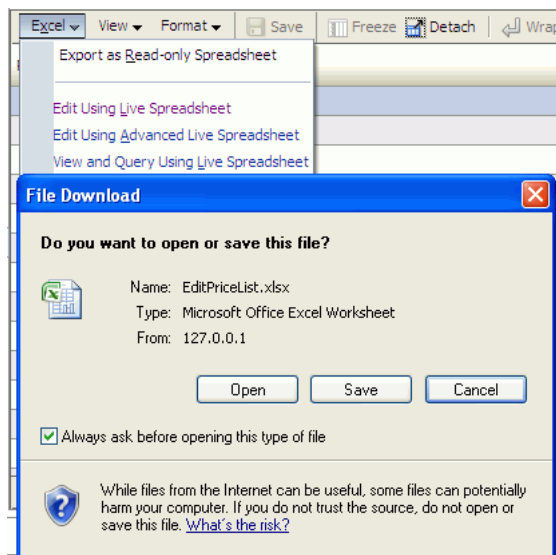 Excel View Format Save Freeze Detach Wrap
Export as Read-only Spreadsheet
Edit Using Live Spreadsheet
Edit Using Advanced Live Spreadsheet
View and Query Using Live Spreadsheet
File Download
Do you want to open or save this file?
Name: EditPriceList.xlsx
Type: Microsoft Office Excel Worksheet
From: 127.0.0.1
Open Save Cancel
Always ask before opening this type of file
While files from the Internet can be useful, some files can potentially
harm your computer. If you do not trust the source, do not open or
save this file. What's the risk?